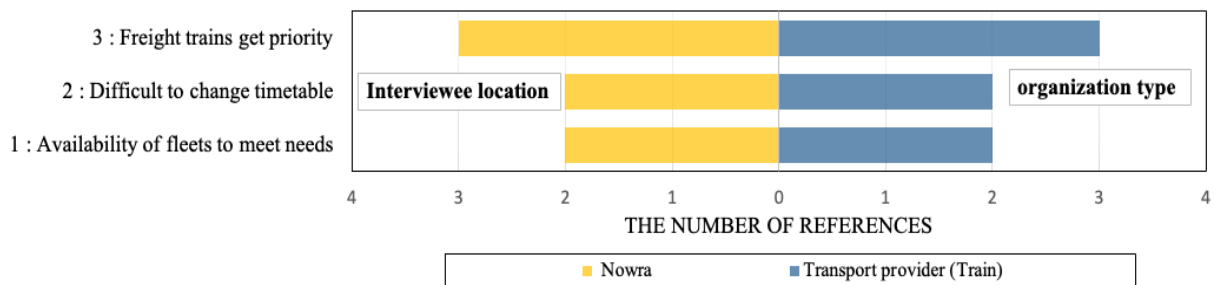 3 : Freight trains get priority
2 : Difficult to change timetable
1 : Availability of fleets to meet needs
Interviewee location
organization type
4 3 2 1 0 1 2 3 4
THE NUMBER OF REFERENCES
Nowra Transport provider (Train)